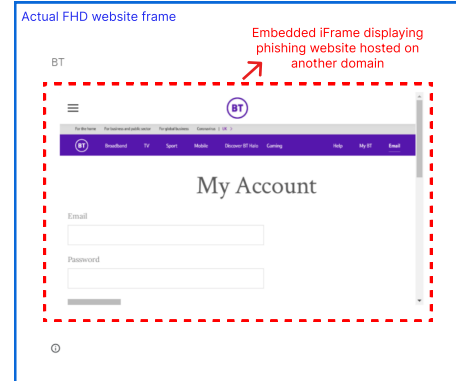 Actual FHD website frame
Embedded iFrame displaying
phishing website hosted on
another domain
BT
BT
For the home For business and public sector For global business Coronavirus | UK
BT Broadband TV Sport Mobile Discover BT Halo Gaming Help My BT Email
My Account
Email
Password